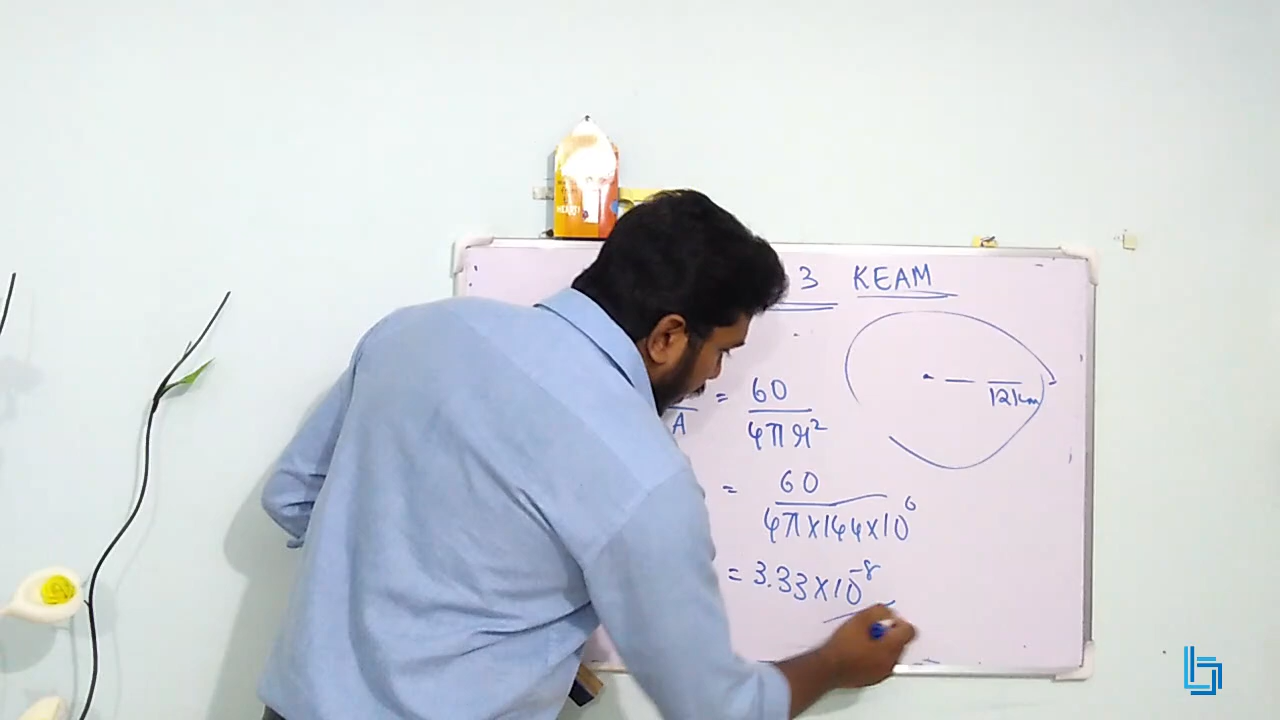 3 KEAM
12km
A = 60 / 4πr²
= 60 / 4π×144×10⁶
= 3.33×10⁻⁸